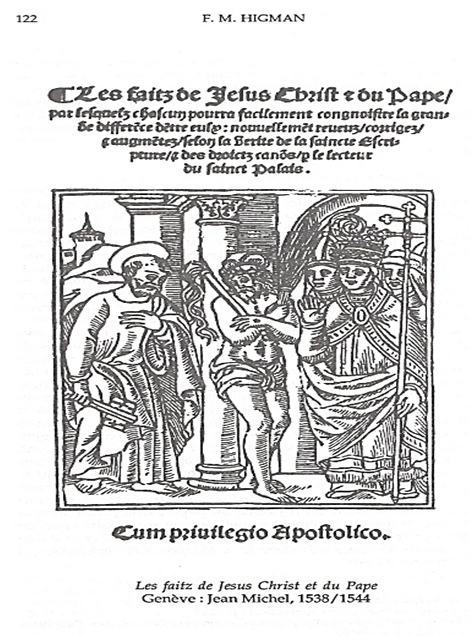 122
F. M. HIGMAN
Les faitz de Jesus Christ ⁊ du Pape/
par lesquelz chascun pourra facilement congnoistre la gran-
de differẽce dẽtre eulx: nouuellemẽt reueuz/corrigez/
⁊ augmẽtez/selon la Verite de la saincte Escri-
pture/⁊ des droictz canõs/p le lecteur
du sainct Palais.
Cum priuilegio Apostolico.
Les faitz de Jesus Christ et du Pape
Genève : Jean Michel, 1538/1544